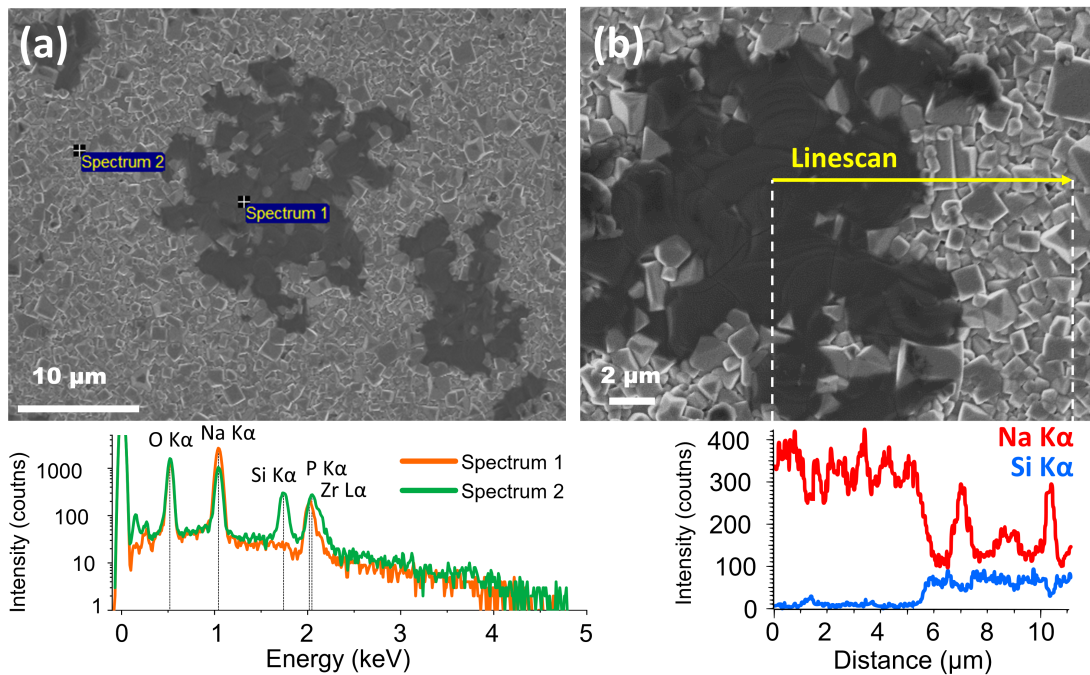 (a)
Spectrum 2
Spectrum 1
10 µm
(b)
Linescan
2 µm
O Kα
Na Kα
Si Kα
P Kα
Zr Lα
Spectrum 1
Spectrum 2
Intensity (coutns)
1000
100
10
1
0 1 2 3 4 5
Energy (keV)
Na Kα
Si Kα
Intensity (coutns)
400
300
200
100
0
0 2 4 6 8 10
Distance (µm)